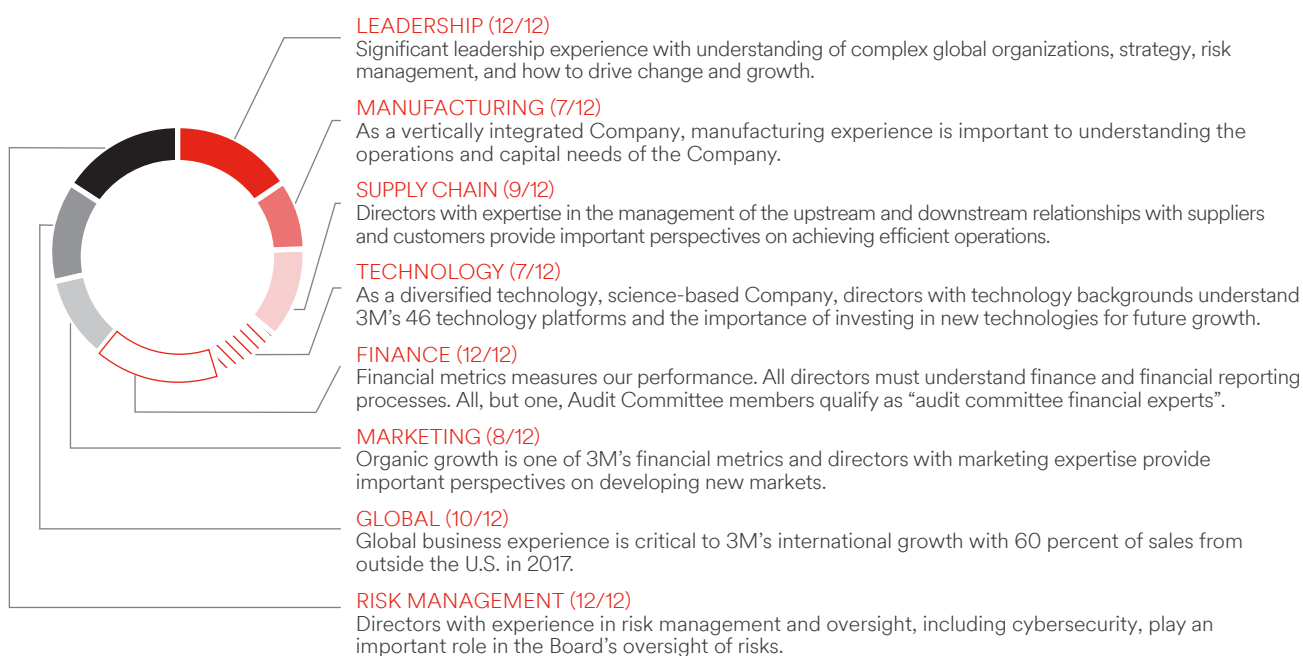 LEADERSHIP (12/12)
Significant leadership experience with understanding of complex global organizations, strategy, risk
management, and how to drive change and growth.
MANUFACTURING (7/12)
As a vertically integrated Company, manufacturing experience is important to understanding the
operations and capital needs of the Company.
SUPPLY CHAIN (9/12)
Directors with expertise in the management of the upstream and downstream relationships with suppliers
and customers provide important perspectives on achieving efficient operations.
TECHNOLOGY (7/12)
As a diversified technology, science-based Company, directors with technology backgrounds understand
3M’s 46 technology platforms and the importance of investing in new technologies for future growth.
FINANCE (12/12)
Financial metrics measures our performance. All directors must understand finance and financial reporting
processes. All, but one, Audit Committee members qualify as “audit committee financial experts”.
MARKETING (8/12)
Organic growth is one of 3M’s financial metrics and directors with marketing expertise provide
important perspectives on developing new markets.
GLOBAL (10/12)
Global business experience is critical to 3M’s international growth with 60 percent of sales from
outside the U.S. in 2017.
RISK MANAGEMENT (12/12)
Directors with experience in risk management and oversight, including cybersecurity, play an
important role in the Board’s oversight of risks.